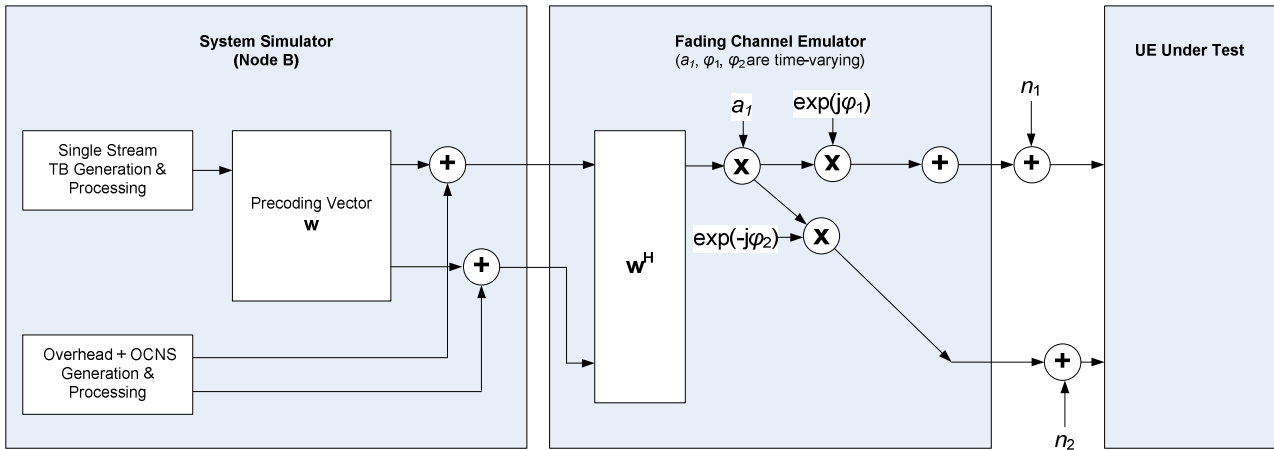 System Simulator
(Node B)
Single Stream
TB Generation &
Processing
Precoding Vector
w
+
+
Overhead + OCNS
Generation &
Processing
Fading Channel Emulator
(a₁, φ₁, φ₂ are time-varying)
wᴴ
a₁
x
exp(jφ₁)
x
+
exp(-jφ₂)
x
n₁
+
+
n₂
UE Under Test